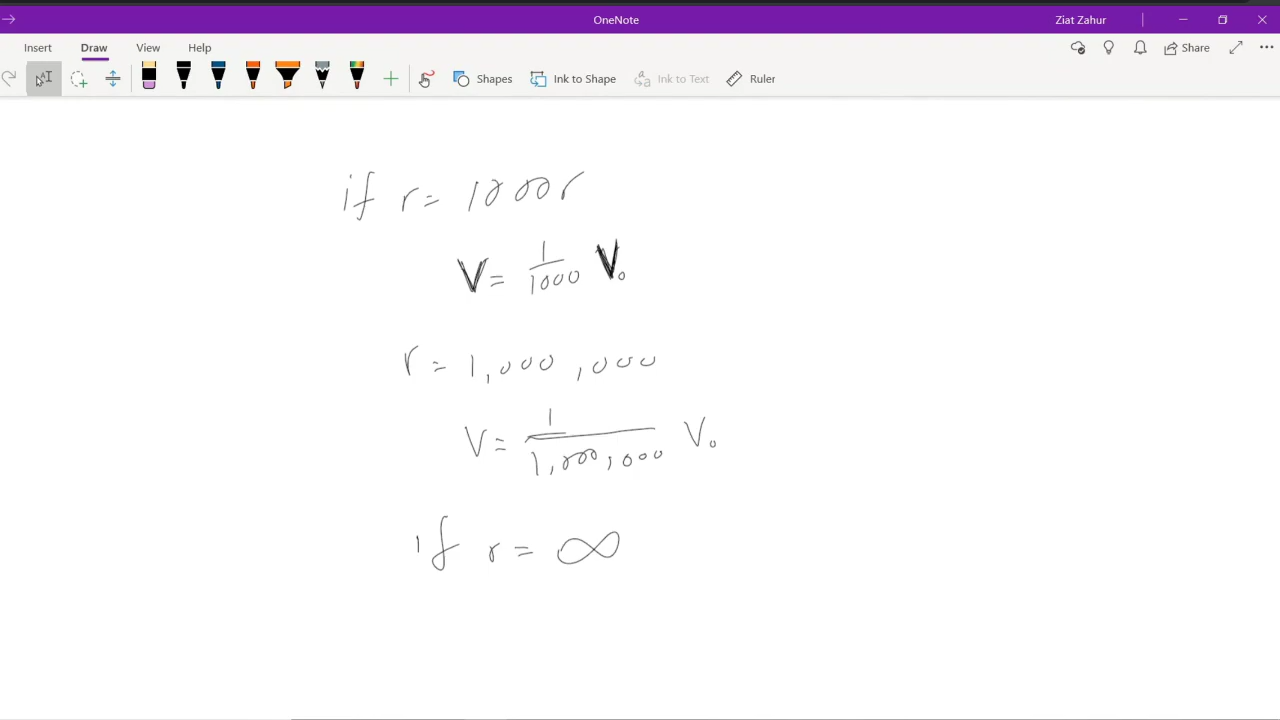 OneNote
Ziat Zahur
Insert Draw View Help
Share
Shapes Ink to Shape Ink to Text Ruler
if r = 1000r
V = 1/1000 V₀
r = 1,000,000
V = 1/1,000,000 V₀
if r = ∞